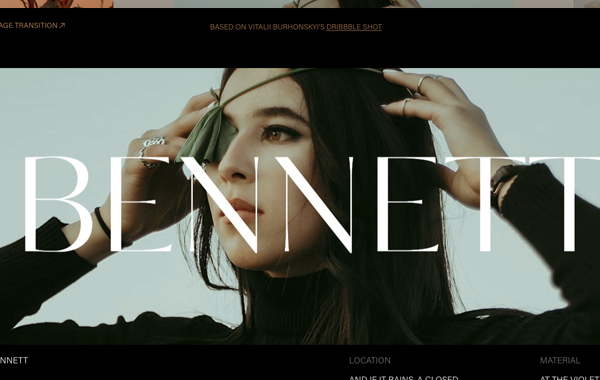 AGE TRANSITION ↗
BASED ON VITALII BURHONSKYI'S DRIBBBLE SHOT
BENNETT
NNETT
LOCATION
MATERIAL
AND IF IT RAINS, A CLOSED
AT THE VIOLET